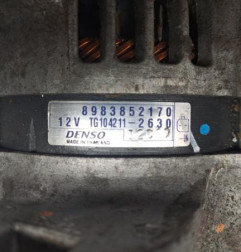 8983852170
12V TG104211-2630
DENSO
MADE IN THAILAND